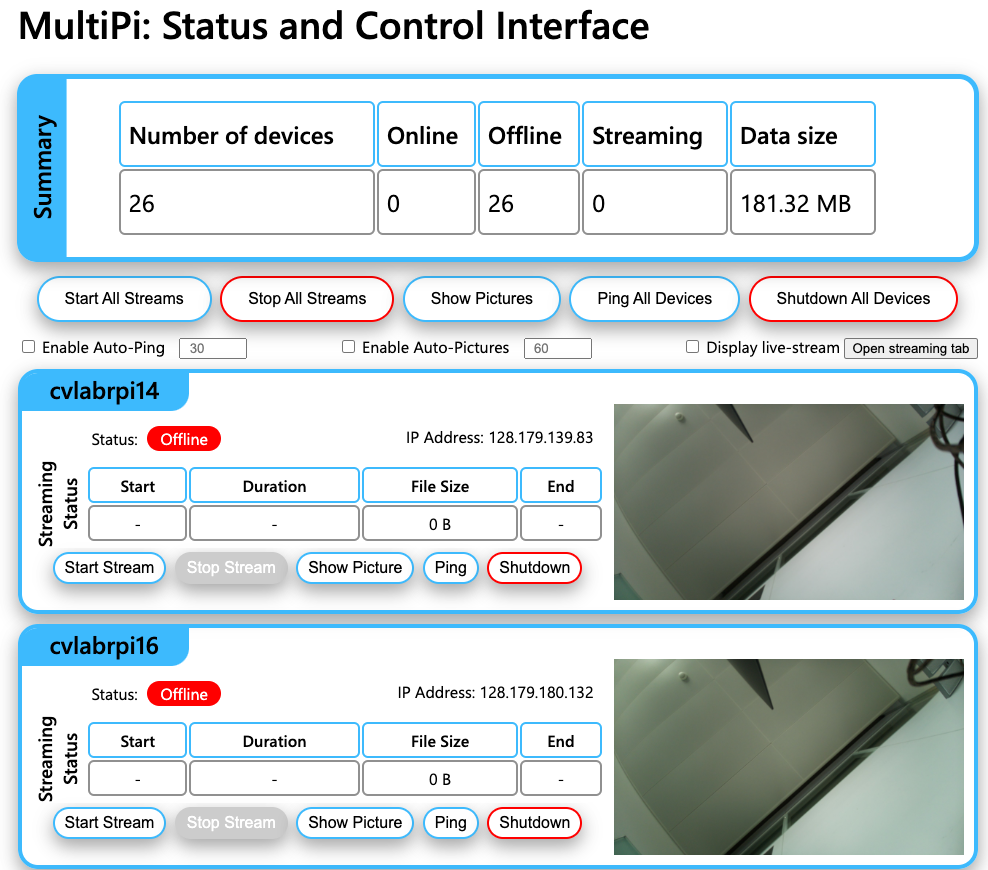 MultiPi: Status and Control Interface
Summary
Number of devices Online Offline Streaming Data size
26 0 26 0 181.32 MB
Start All Streams Stop All Streams Show Pictures Ping All Devices Shutdown All Devices
Enable Auto-Ping 30 Enable Auto-Pictures 60 Display live-stream Open streaming tab
cvlabrpi14
Status: Offline IP Address: 128.179.139.83
Streaming
Status
Start Duration File Size End
- - 0 B -
Start Stream Stop Stream Show Picture Ping Shutdown
cvlabrpi16
Status: Offline IP Address: 128.179.180.132
Streaming
Status
Start Duration File Size End
- - 0 B -
Start Stream Stop Stream Show Picture Ping Shutdown